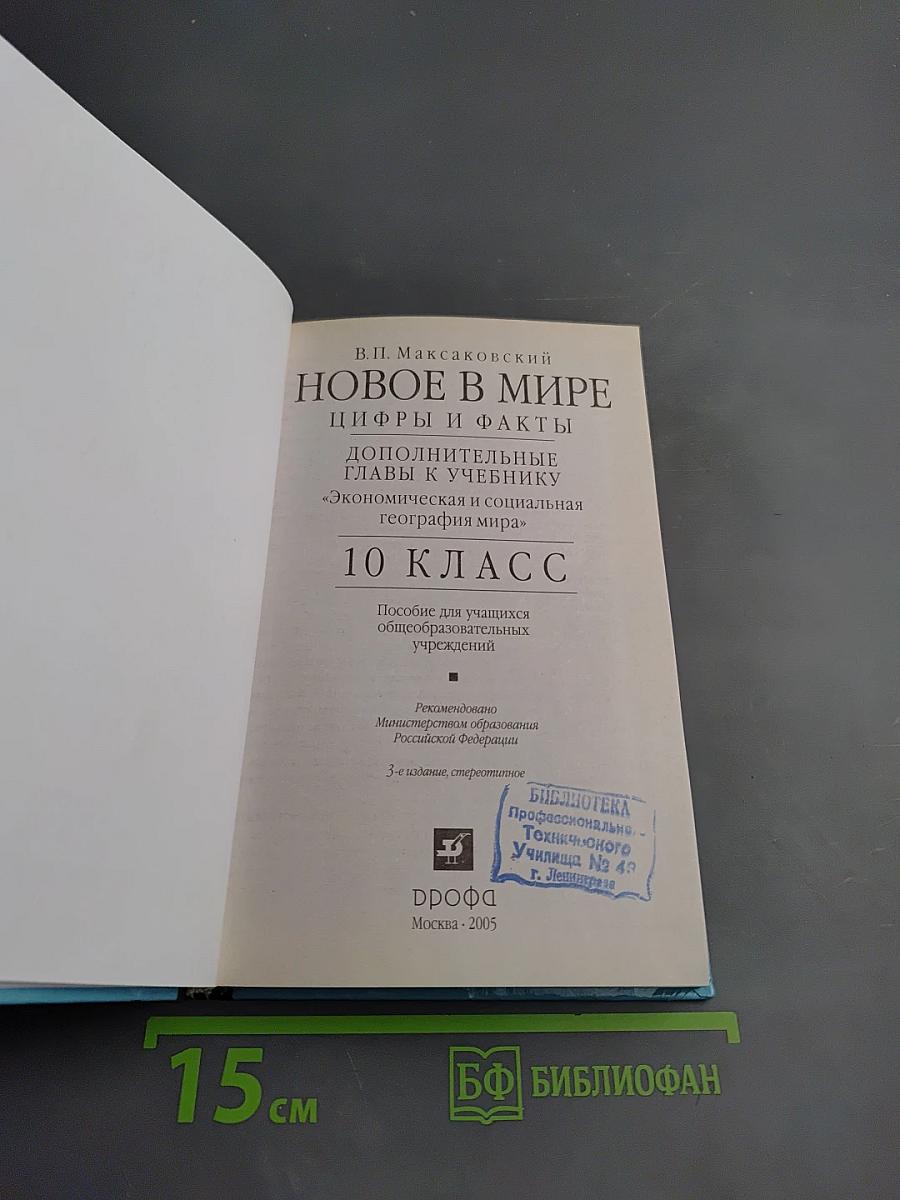 В.П. Максаковский
НОВОЕ В МИРЕ
ЦИФРЫ И ФАКТЫ
ДОПОЛНИТЕЛЬНЫЕ
ГЛАВЫ К УЧЕБНИКУ
«Экономическая и социальная
география мира»
10 КЛАСС
Пособие для учащихся
общеобразовательных
учреждений
Рекомендовано
Министерством образования
Российской Федерации
3-е издание, стереотипное
БИБЛИОТЕКА
Профессионально-
Технического
Училища № 49
г. Ленинграда
дрофа
Москва • 2005
15 см
БФ БИБЛИОФАН